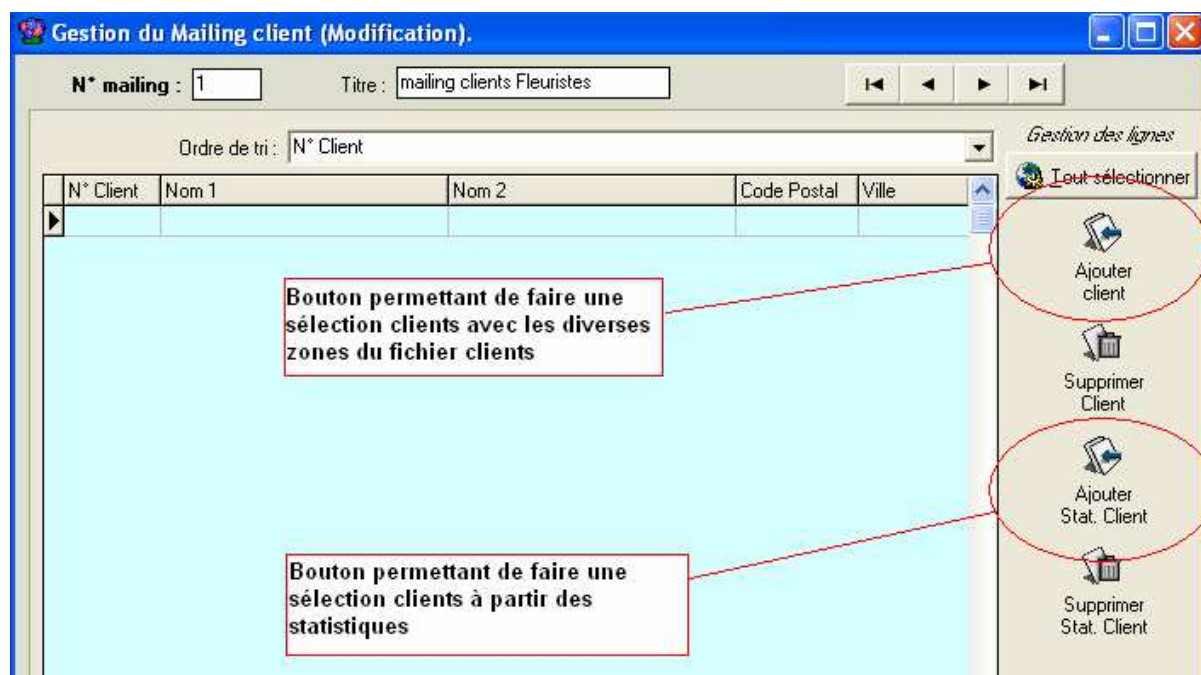 Gestion du Mailing client (Modification).
N° mailing : 1 Titre : mailing clients Fleuristes
Ordre de tri : N° Client
Gestion des lignes
Tout sélectionner
N° Client Nom 1 Nom 2 Code Postal Ville
Ajouter
client
Bouton permettant de faire une
sélection clients avec les diverses
zones du fichier clients
Supprimer
Client
Ajouter
Stat. Client
Bouton permettant de faire une
sélection clients à partir des
statistiques
Supprimer
Stat. Client